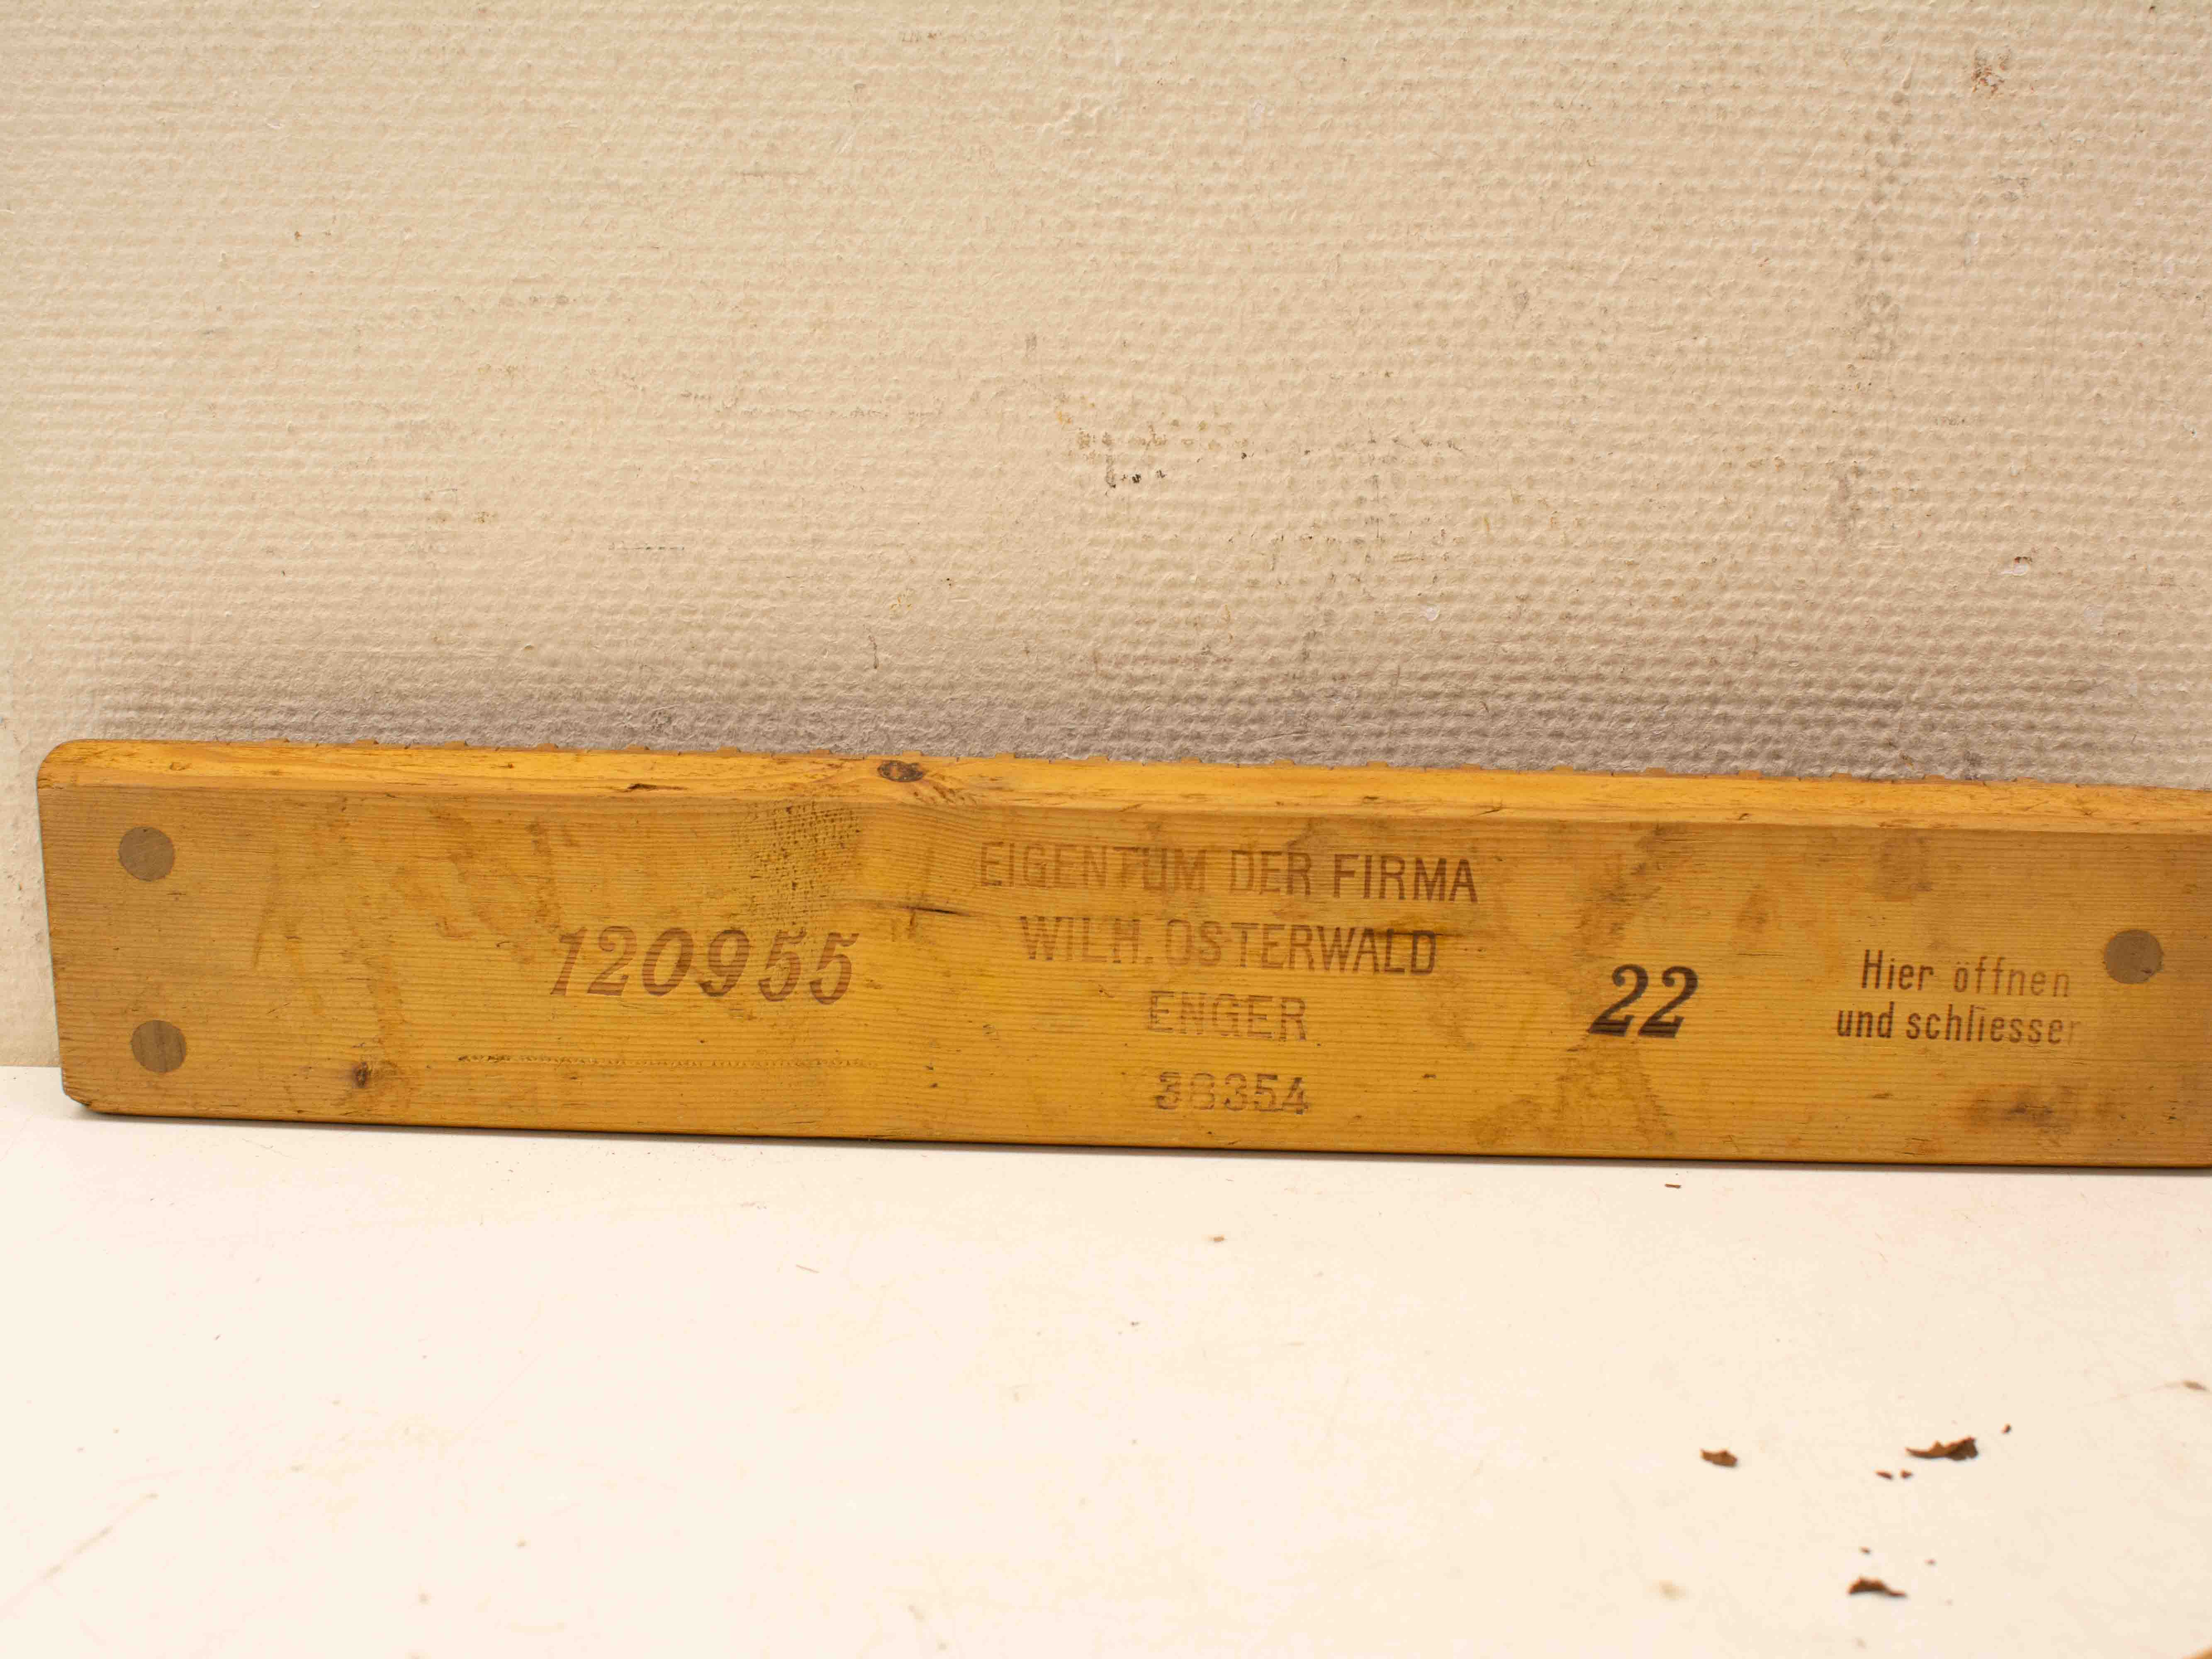 120955
EIGENTUM DER FIRMA
WILH. OSTERWALD
ENGER
38354
22
Hier öffnen
und schliessen